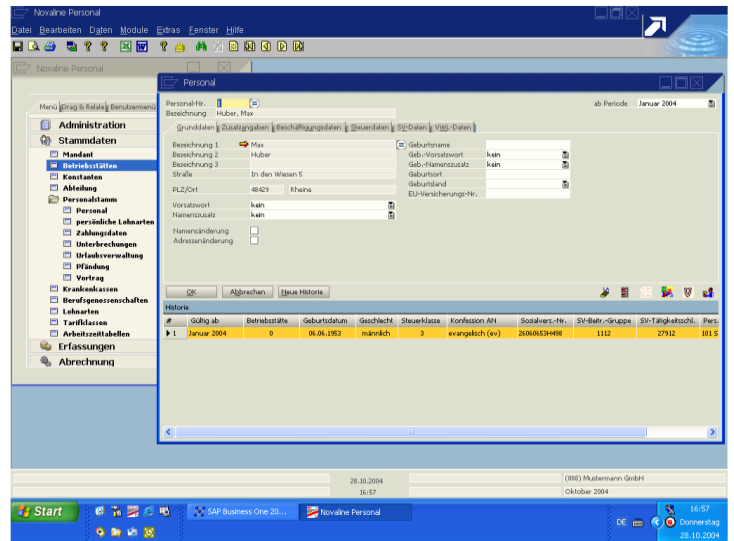 Novaline Personal
Datei Bearbeiten Daten Module Extras Fenster Hilfe
Novaline Personal
Personal
Menü Drag & Relate Benutzermenü
Administration
Stammdaten
Mandant
Betriebsstätten
Konstanten
Abteilung
Personalstamm
Personal
persönliche Lohnarten
Zahlungsdaten
Unterbrechungen
Urlaubsverwaltung
Pfändung
Vortrag
Krankenkassen
Berufsgenossenschaften
Lohnarten
Tarifklassen
Arbeitszeittabellen
Erfassungen
Abrechnung
Personal-Nr. 1 ab Periode Januar 2004
Bezeichnung Huber, Max
Grunddaten Zusatzangaben Beschäftigungsdaten Steuerdaten SV-Daten VWL-Daten
Bezeichnung 1 Max Geburtsname
Bezeichnung 2 Huber Geb.-Vorsatzwort kein
Bezeichnung 3 Geb.-Namenszusatz kein
Straße In den Wiesen 5 Geburtsort
Geburtsland
PLZ/Ort 48429 Rheine
EU-Versicherungs-Nr.
Vorsatzwort kein
Namenszusatz kein
Namensänderung
Adressenänderung
OK Abbrechen Neue Historie
Historie
# Gültig ab Betriebsstätte Geburtsdatum Geschlecht Steuerklasse Konfession AN Sozialvers.-Nr. SV-Beitr.-Gruppe SV-Tätigkeitsschl. Pers.
1 Januar 2004 0 06.06.1953 männlich 3 evangelisch (ev) 26060653H498 1112 27912 101 S
28.10.2004 (888) Mustermann GmbH
16:57 Oktober 2004
Start SAP Business One 20... Novaline Personal 16:57
DE Donnerstag
28.10.2004